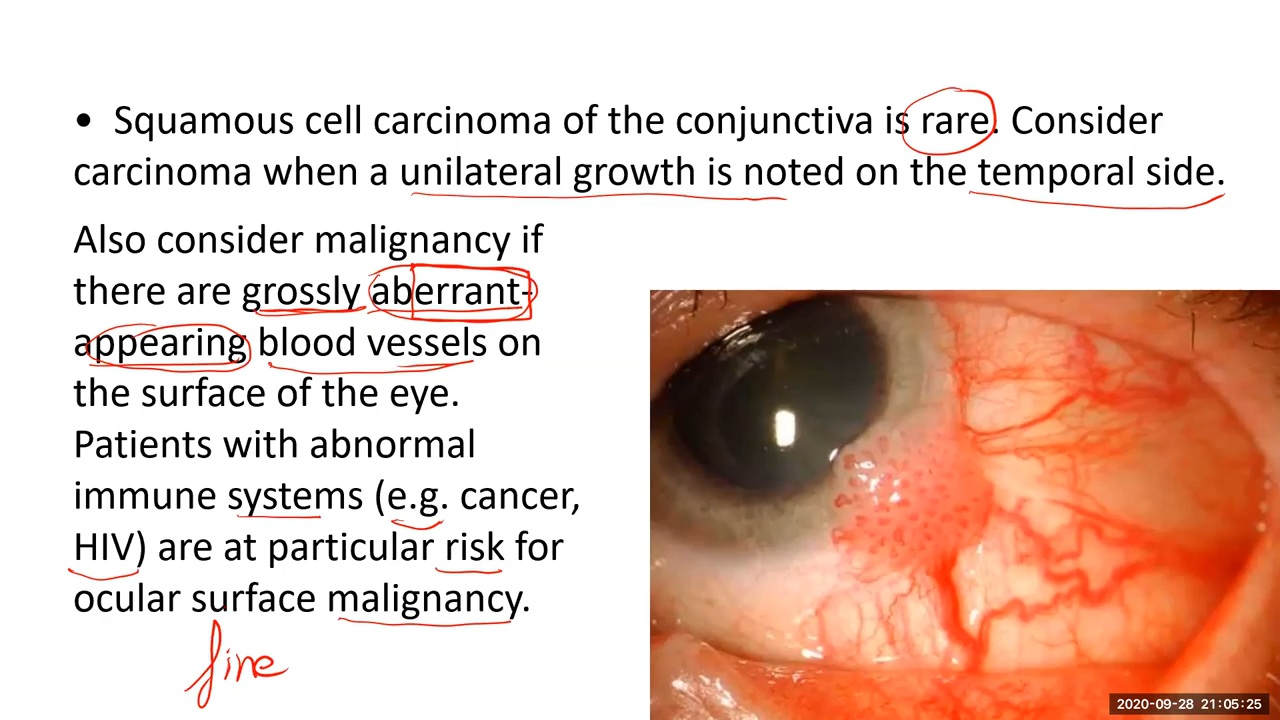 • Squamous cell carcinoma of the conjunctiva is rare. Consider
carcinoma when a unilateral growth is noted on the temporal side.
Also consider malignancy if
there are grossly aberrant-
appearing blood vessels on
the surface of the eye.
Patients with abnormal
immune systems (e.g. cancer,
HIV) are at particular risk for
ocular surface malignancy.
fine
2020-09-28 21:05:25